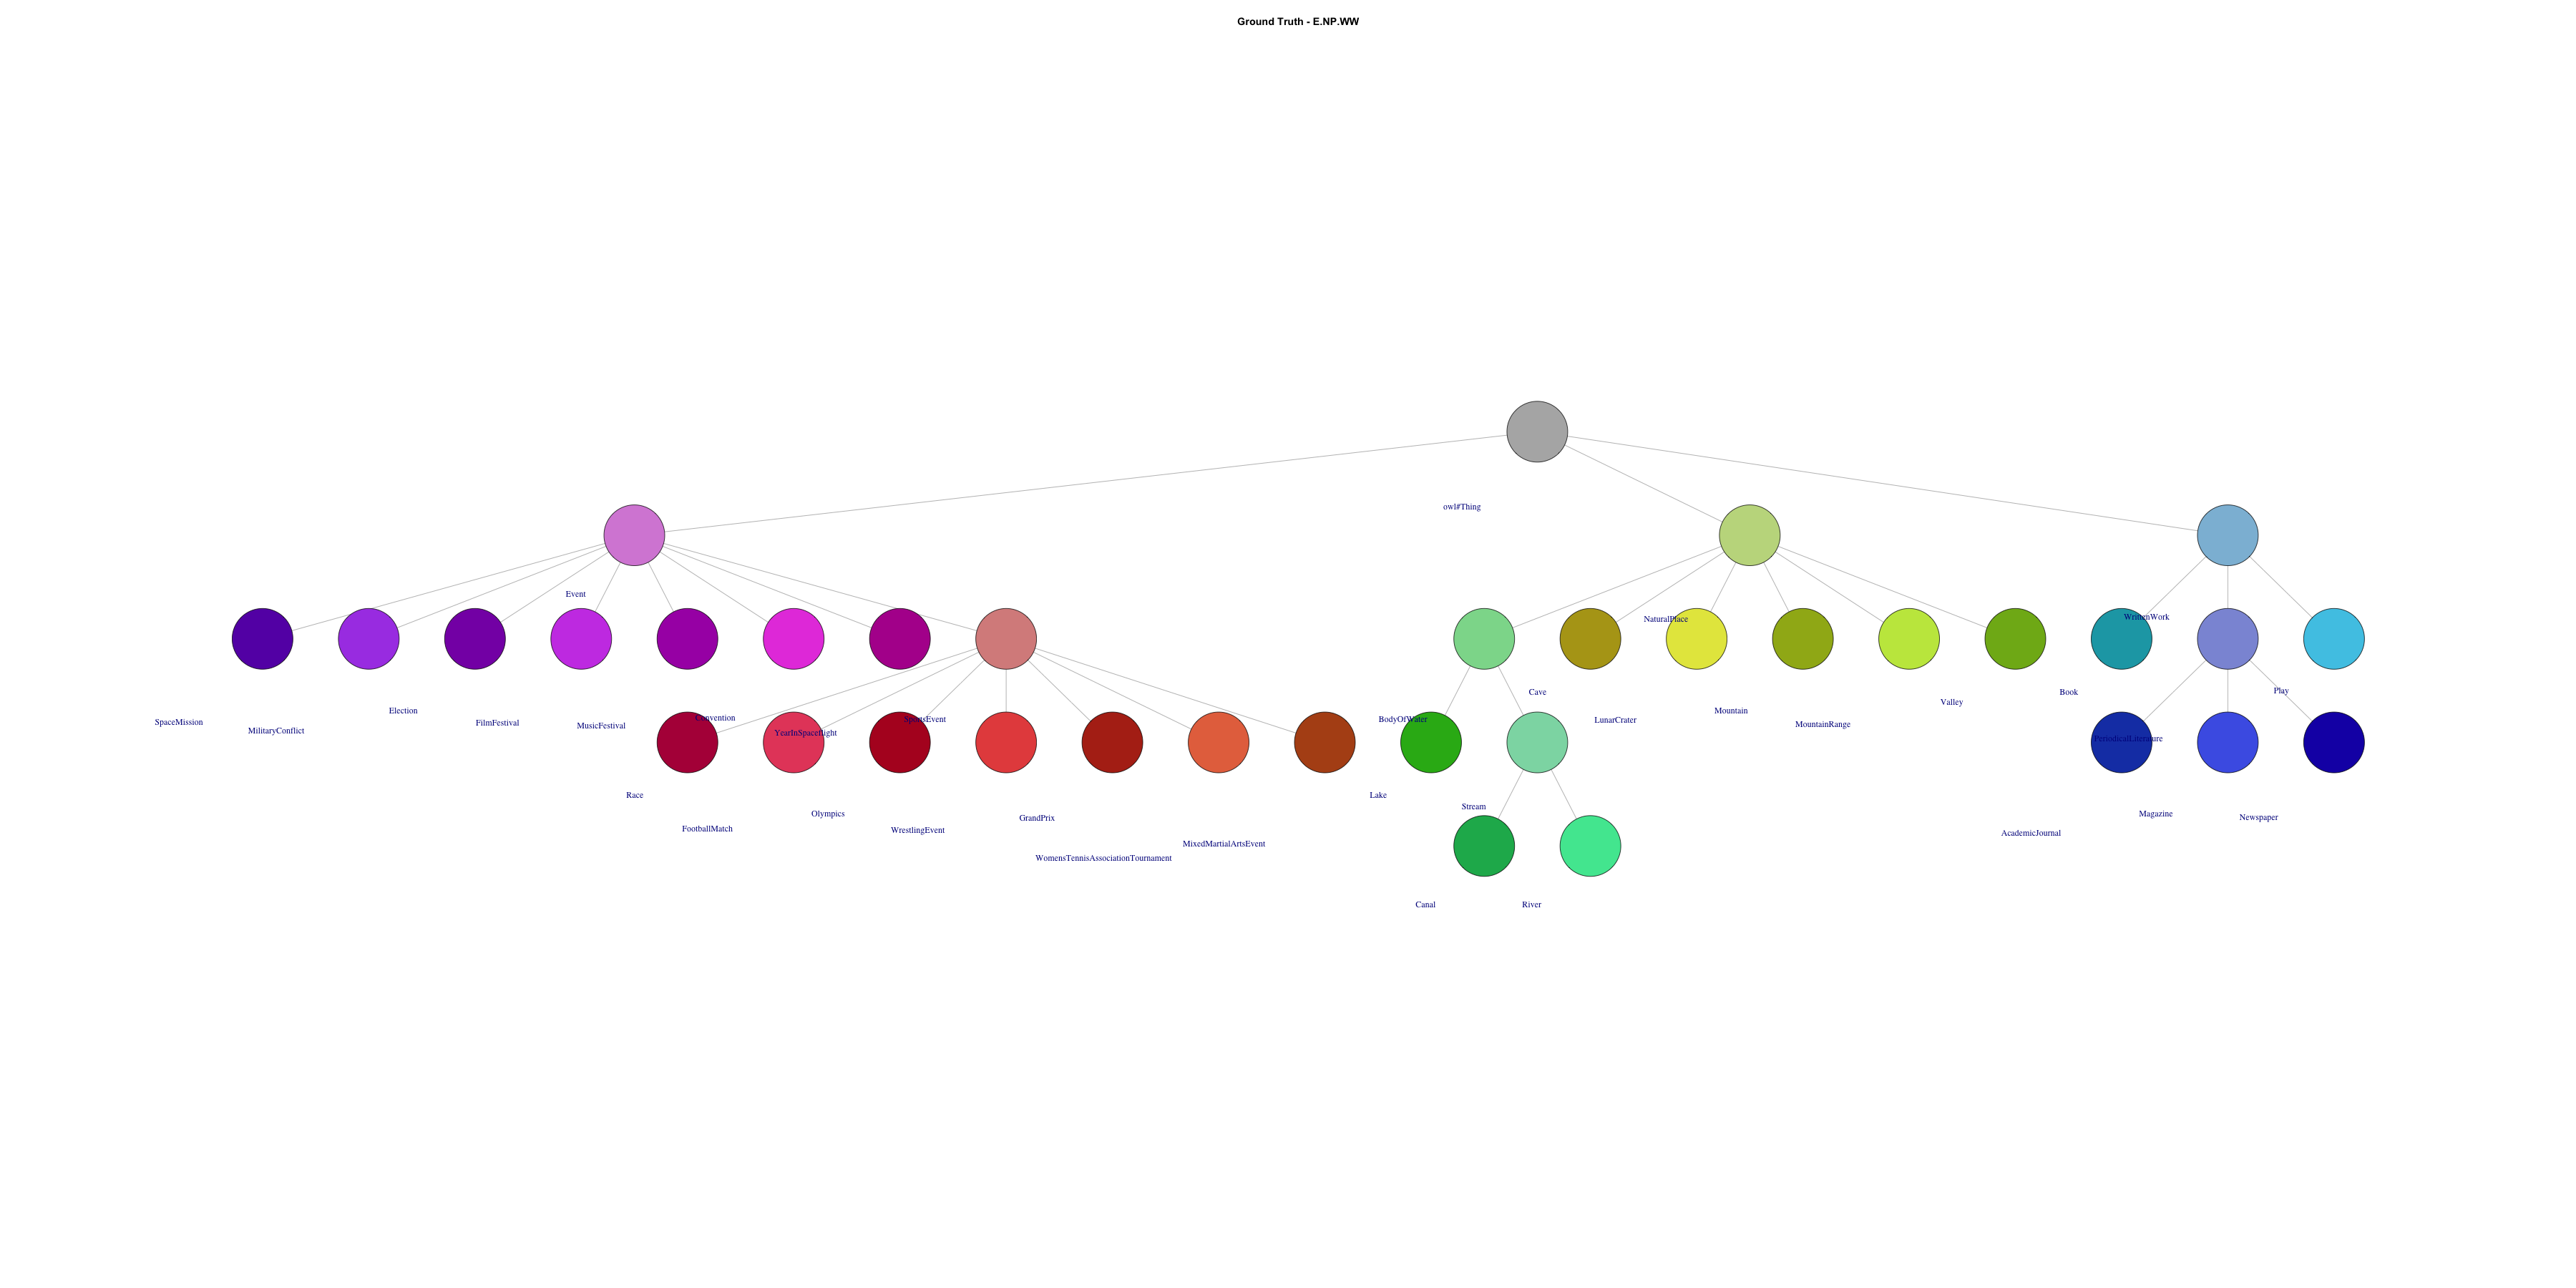 Ground Truth - E.NP.WW
owl#Thing
Event
NaturalPlace
WrittenWork
SpaceMission
MilitaryConflict
Election
FilmFestival
MusicFestival
Convention
YearInSpaceflight
SportsEvent
BodyOfWater
Cave
LunarCrater
Mountain
MountainRange
Valley
Book
PeriodicalLiterature
Play
Race
FootballMatch
Olympics
WrestlingEvent
GrandPrix
WomensTennisAssociationTournament
MixedMartialArtsEvent
Lake
Stream
AcademicJournal
Magazine
Newspaper
Canal
River